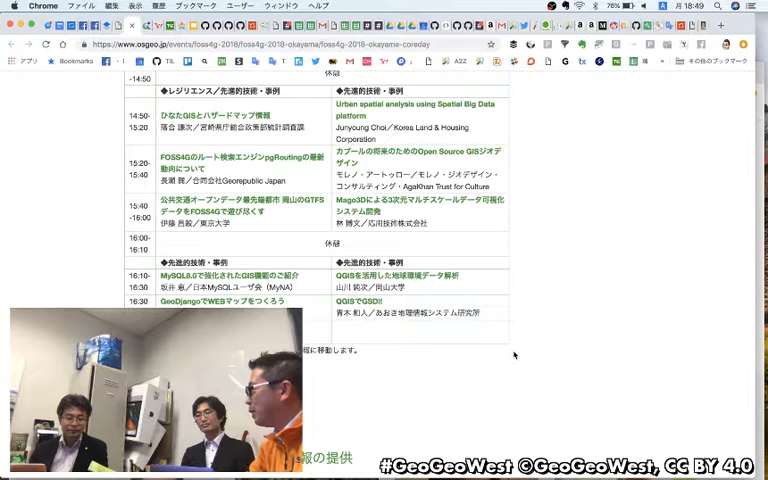 Chrome ファイル 編集 表示 履歴 ブックマーク ユーザー ウィンドウ ヘルプ 76% 月 18:49
https://www.osgeo.jp/events/foss4g-2018/foss4g-2018-okayama/foss4g-2018-okayama-coreday
アプリ Bookmarks TIL AZZ その他のブックマーク
-14:50 休憩
◆レジリエンス／先進的技術・事例 ◆先進的技術・事例
14:50-
15:20
ひなたGISとハザードマップ情報
落合 謙次／宮崎県庁総合政策部統計調査課
Urban spatial analysis using Spatial Big Data
platform
Junyoung Choi／Korea Land & Housing
Corporation
15:20-
15:40
FOSS4Gのルート検索エンジンpgRoutingの最新
動向について
長瀬 興／合同会社Georepublic Japan
カブールの将来のためのOpen Source GISジオデ
ザイン
モレノ・アートゥロー／モレノ・ジオデザイン・
コンサルティング・AgaKhan Trust for Culture
15:40
-16:00
公共交通オープンデータ最先端都市 岡山のGTFS
データをFOSS4Gで遊び尽くす
伊藤 昌毅／東京大学
Mago3Dによる3次元マルチスケールデータ可視化
システム開発
林 博文／応用技術株式会社
16:00-
16:10
休憩
◆先進的技術・事例 ◆先進的技術・事例
16:10-
16:30
MySQL8.0で強化されたGIS機能のご紹介
坂井 恵／日本MySQLユーザ会（MyNA）
QGISを活用した地球環境データ解析
山川 純次／岡山大学
16:30
GeoDjangoでWEBマップをつくろう
QGISでGSD!!
青木 和人／あおき地理情報システム研究所
報に移動します。
報の提供
#GeoGeoWest ©GeoGeoWest, CC BY 4.0